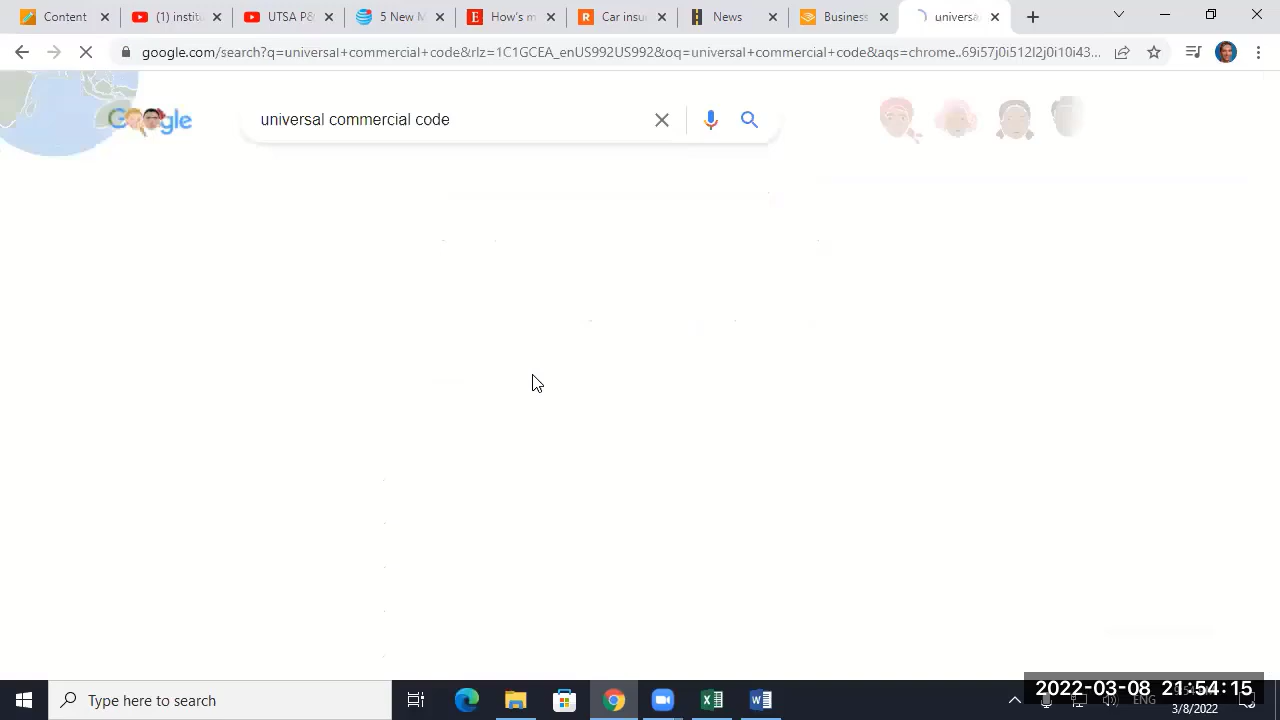 Content
(1) institu
UTSA P&
5 New M
How's m
Car insu
News
Business
universa
google.com/search?q=universal+commercial+code&rlz=1C1SQJL_enUS992US992&oq=universal+commercial+code&aqs=chrome..69i57j0i512l2j0i10i43...
Google
universal commercial code
Type here to search
ENG
2022-03-08 21:54:15
3/8/2022